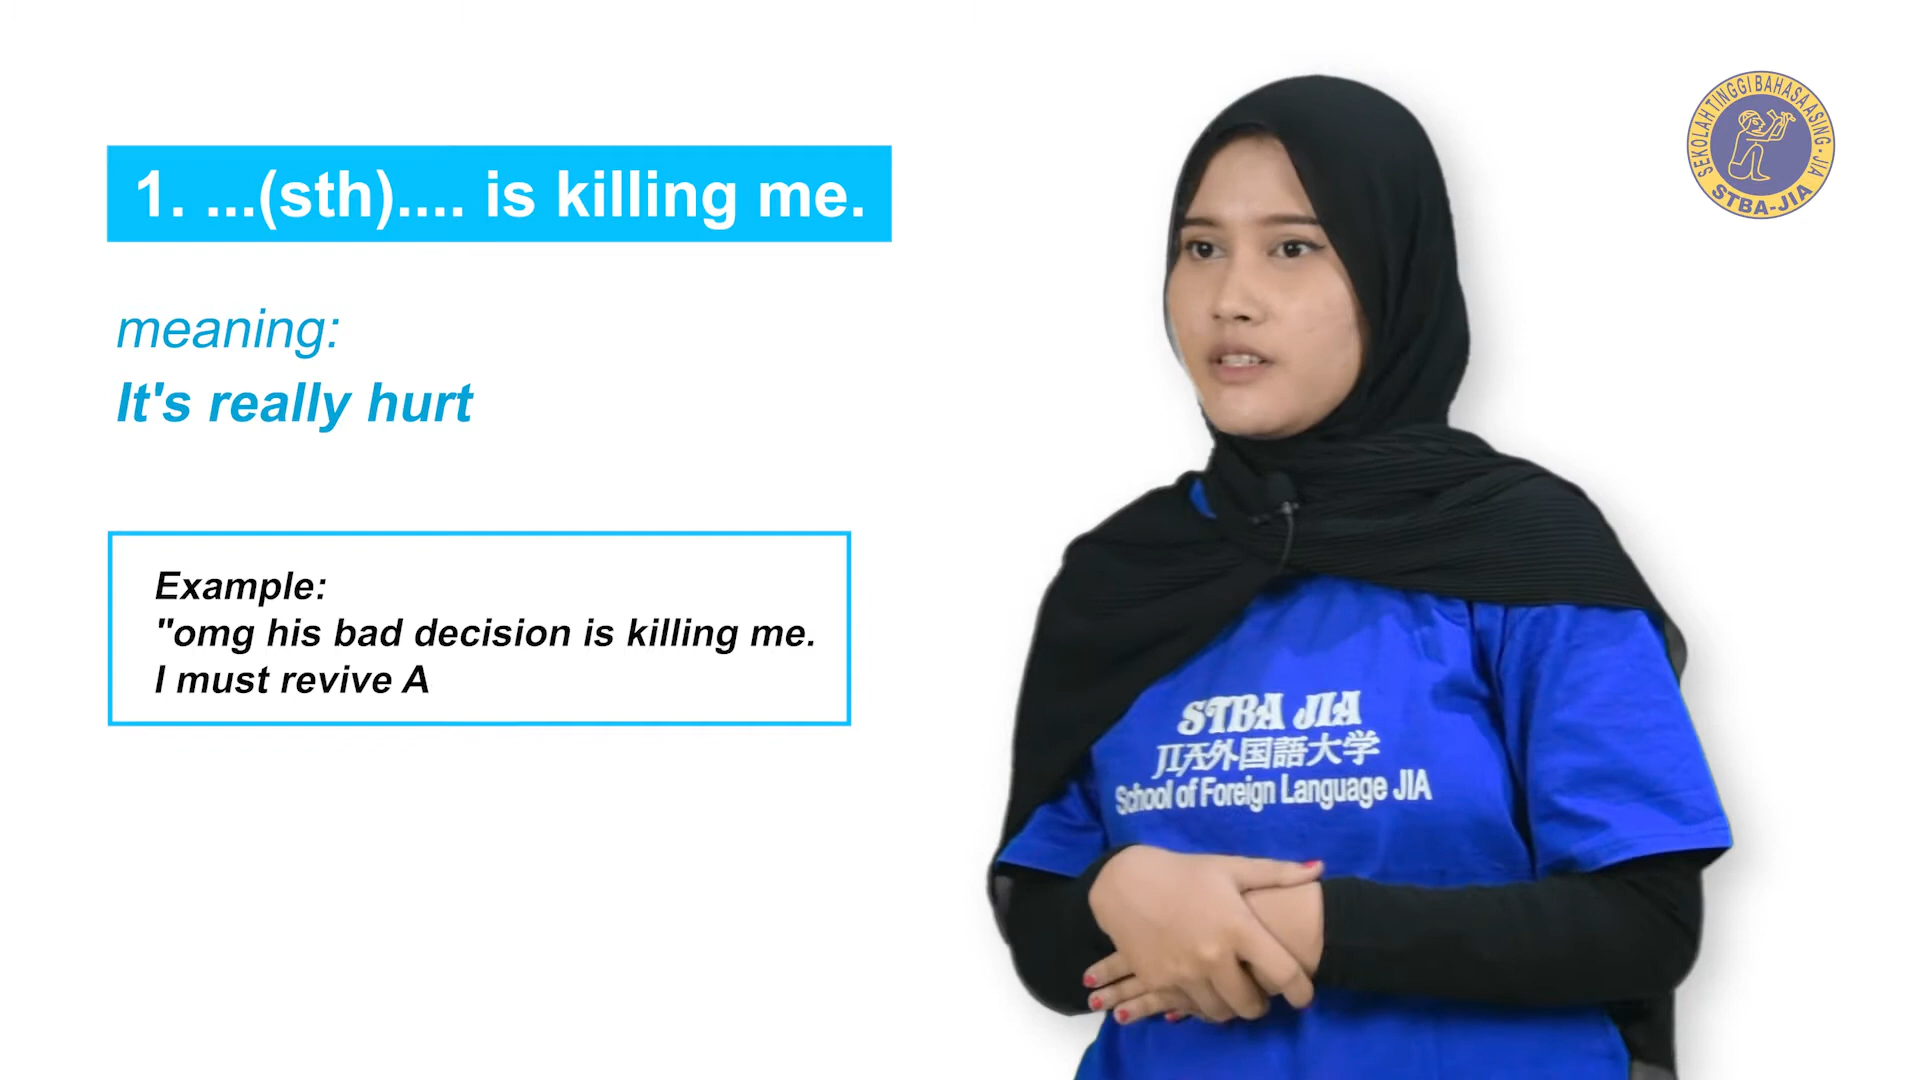 1. ...(sth).... is killing me.
meaning:
It's really hurt
Example:
"omg his bad decision is killing me.
I must revive A
SEKOLAH TINGGI BAHASA ASING - JIA
STBA-JIA
STBA JIA
JIA外国語大学
School of Foreign Language JIA